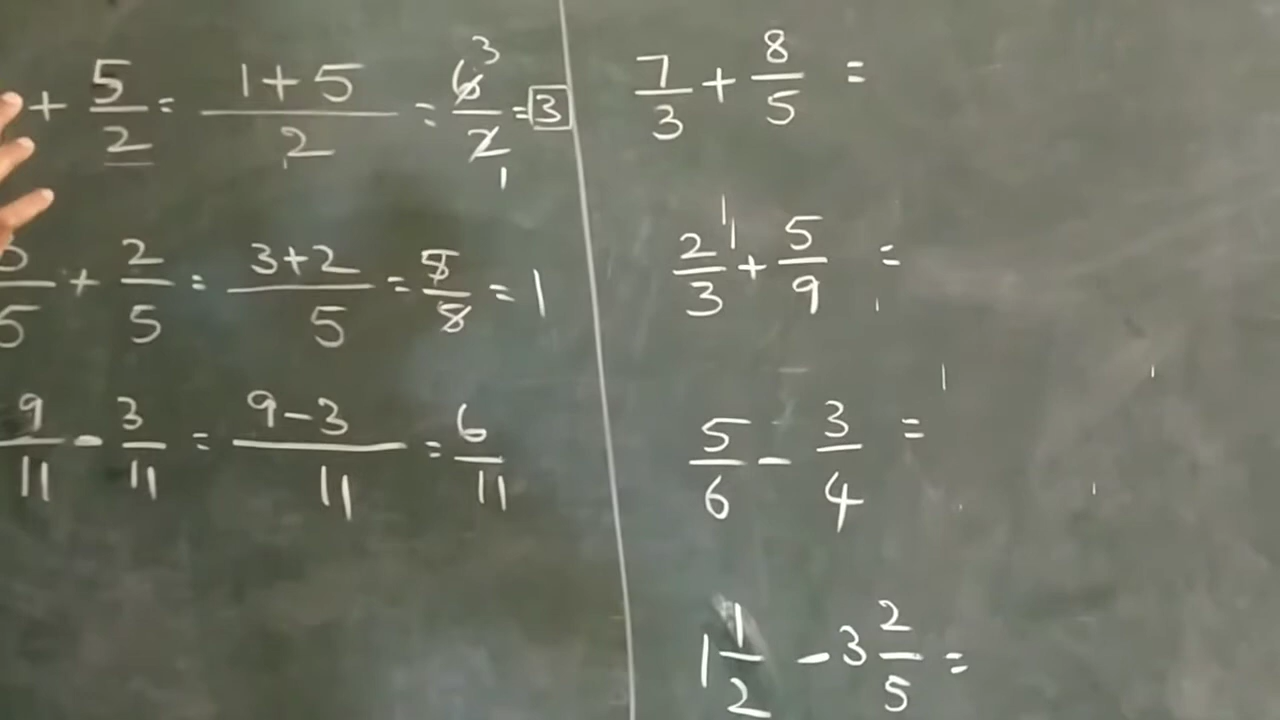 + 5/2 = (1+5)/2 = 6/2 = 3
3 1
5 + 2/5 = (3+2)/5 = 5/5 = 1
9/11 - 3/11 = (9-3)/11 = 6/11
7/3 + 8/5 =
2/3 + 5/9 =
5/6 - 3/4 =
1 1/2 - 3 2/5 =